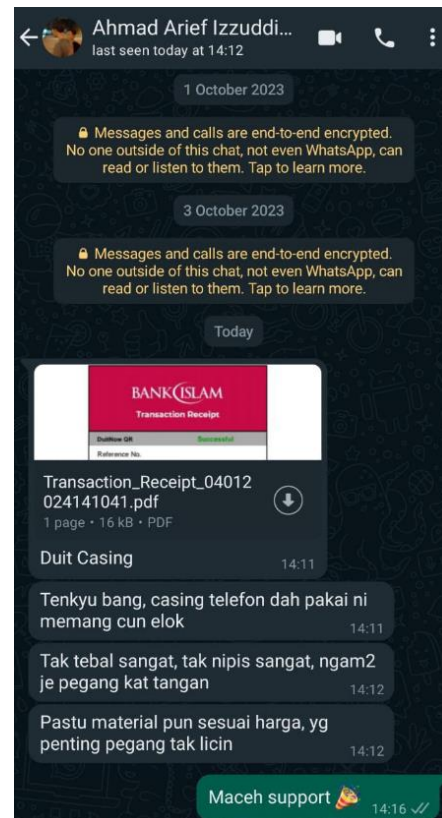 Ahmad Arief Izzuddi...
last seen today at 14:12
1 October 2023
Messages and calls are end-to-end encrypted.
No one outside of this chat, not even WhatsApp, can
read or listen to them. Tap to learn more.
3 October 2023
Messages and calls are end-to-end encrypted.
No one outside of this chat, not even WhatsApp, can
read or listen to them. Tap to learn more.
Today
BANK ISLAM
Transaction Receipt
DuitNow QR Successful
Reference No.
Transaction_Receipt_04012
024141041.pdf
1 page • 16 kB • PDF
Duit Casing
14:11
Tenkyu bang, casing telefon dah pakai ni
memang cun elok
14:11
Tak tebal sangat, tak nipis sangat, ngam2
je pegang kat tangan
14:12
Pastu material pun sesuai harga, yg
penting pegang tak licin
14:12
Maceh support 🎉
14:16